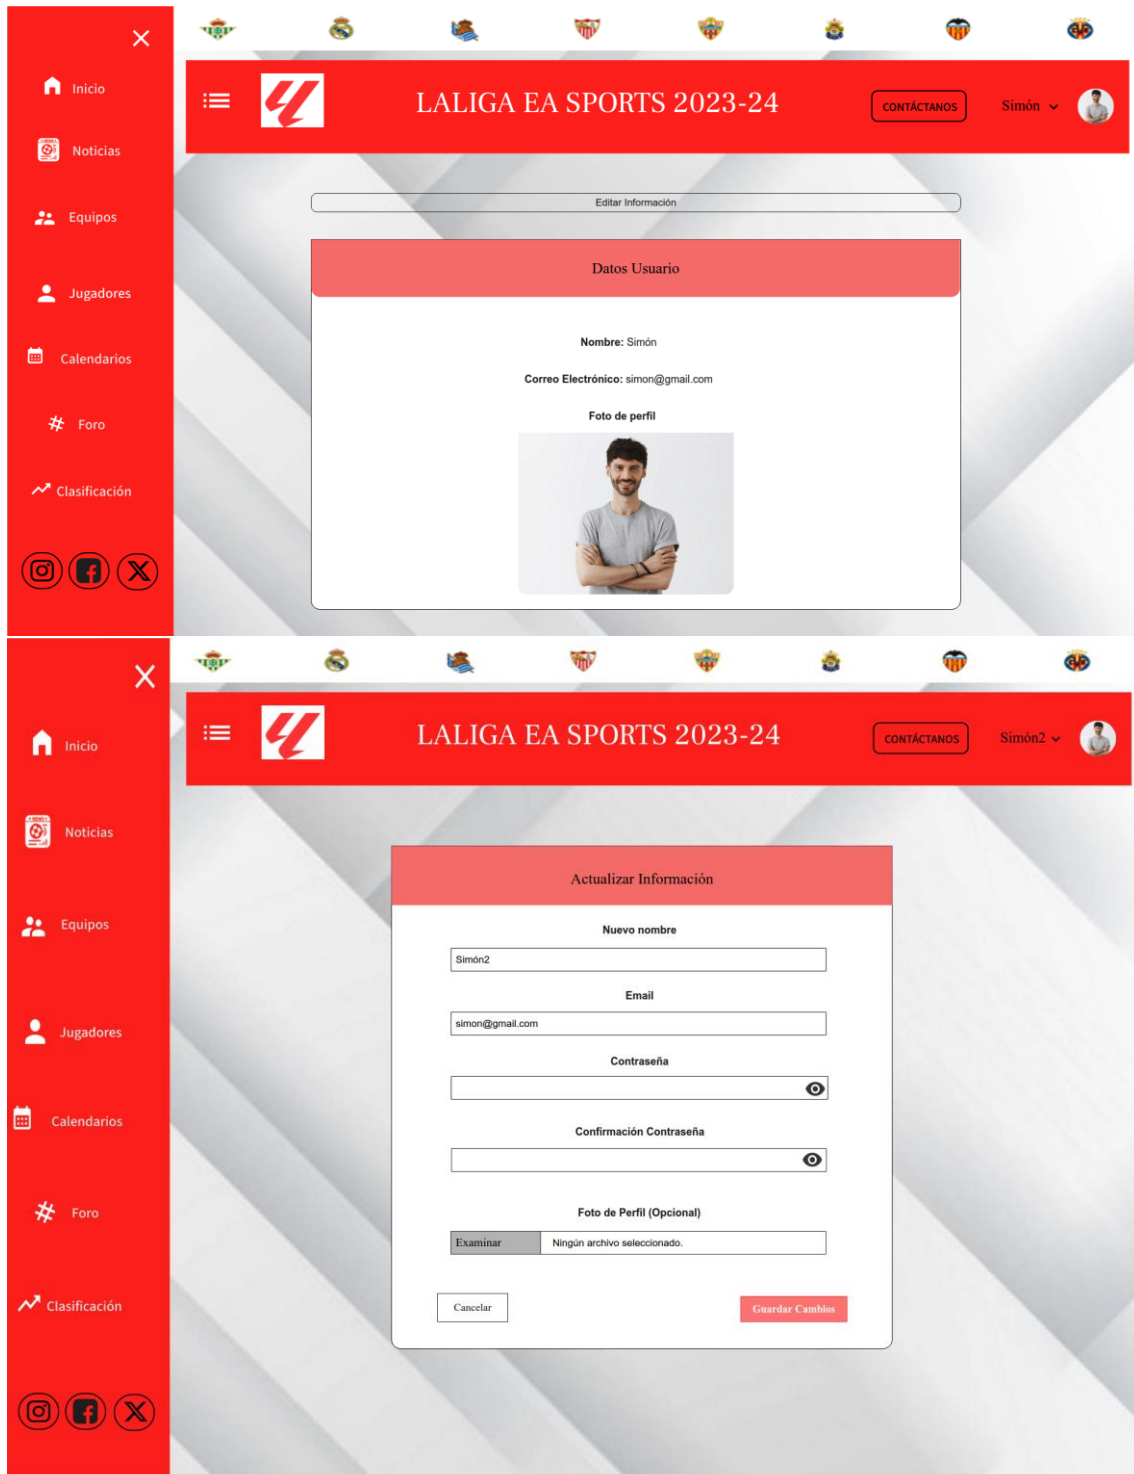 Inicio
Noticias
Equipos
Jugadores
Calendarios
Foro
Clasificación
LALIGA EA SPORTS 2023-24
CONTÁCTANOS
Simón
Editar Información
Datos Usuario
Nombre: Simón
Correo Electrónico: simon@gmail.com
Foto de perfil
Inicio
Noticias
Equipos
Jugadores
Calendarios
Foro
Clasificación
LALIGA EA SPORTS 2023-24
CONTÁCTANOS
Simón2
Actualizar Información
Nuevo nombre
Simón2
Email
simon@gmail.com
Contraseña
Confirmación Contraseña
Foto de Perfil (Opcional)
Examinar Ningún archivo seleccionado.
Cancelar Guardar Cambios